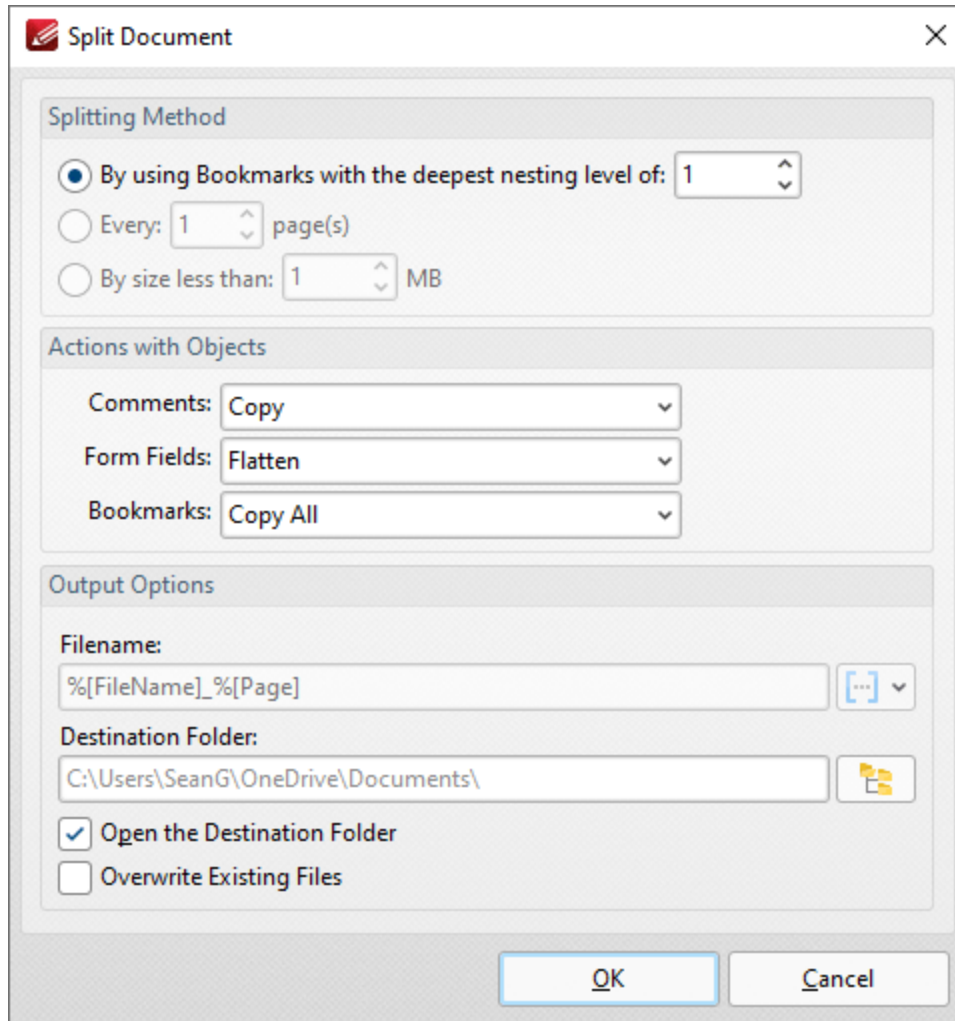 Split Document
Splitting Method
By using Bookmarks with the deepest nesting level of: 1
Every: 1 page(s)
By size less than: 1 MB
Actions with Objects
Comments: Copy
Form Fields: Flatten
Bookmarks: Copy All
Output Options
Filename:
%[FileName]_%[Page]
Destination Folder:
C:\Users\SeanG\OneDrive\Documents\
Open the Destination Folder
Overwrite Existing Files
OK Cancel